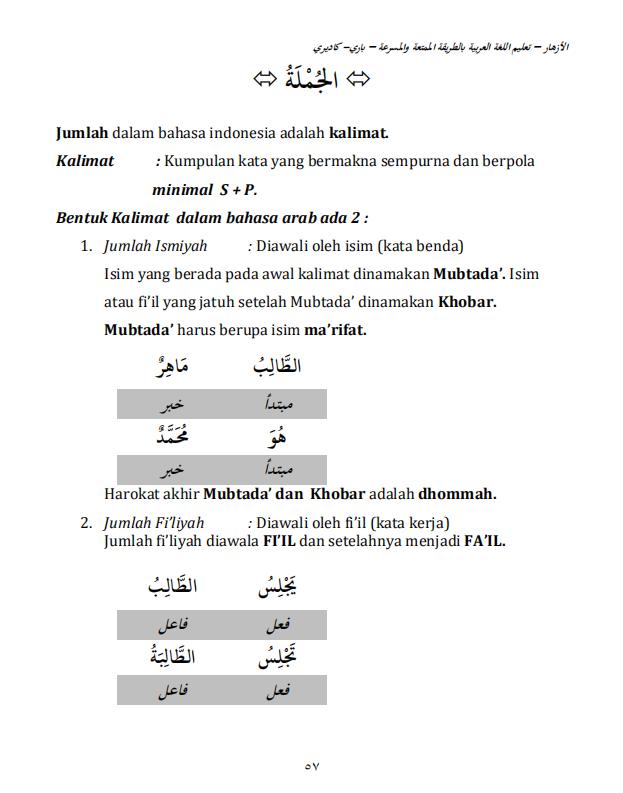 الأزهار – تعليم اللغة العربية بالطريقة الممتعة والمسرعة – باري- كاديري
⬄ الْجُمْلَةُ ⬄
Jumlah dalam bahasa indonesia adalah kalimat.
Kalimat : Kumpulan kata yang bermakna sempurna dan berpola
minimal S + P.
Bentuk Kalimat dalam bahasa arab ada 2 :
1. Jumlah Ismiyah : Diawali oleh isim (kata benda)
Isim yang berada pada awal kalimat dinamakan Mubtada’. Isim
atau fi’il yang jatuh setelah Mubtada’ dinamakan Khobar.
Mubtada’ harus berupa isim ma’rifat.
الطَّالِبُ مَاهِرٌ
مبتدأ خبر
هُوَ مُحَمَّدٌ
مبتدأ خبر
Harokat akhir Mubtada’ dan Khobar adalah dhommah.
2. Jumlah Fi’liyah : Diawali oleh fi’il (kata kerja)
Jumlah fi’liyah diawala FI’IL dan setelahnya menjadi FA’IL.
يَجْلِسُ الطَّالِبُ
فعل فاعل
تَجْلِسُ الطَّالِبَةُ
فعل فاعل
٥٧